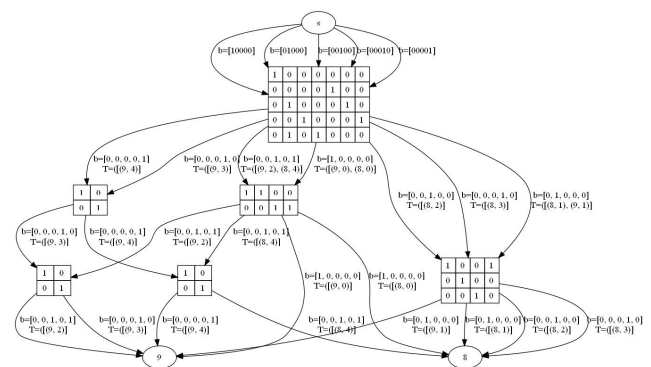 s
b=[10000] b=[01000] b=[00100] b=[00010] b=[00001]
1 0 0 0 0 0 0
0 0 0 0 1 0 0
0 1 0 0 0 1 0
0 0 1 0 0 0 1
0 1 0 1 0 0 0
b=[0, 0, 0, 0, 1] b=[0, 0, 0, 1, 0] b=[0, 0, 1, 0, 1] b=[1, 0, 0, 0, 0]
T=([(9, 4)] T=([(9, 3)] T=([(9, 2), (8, 4)] T=([(9, 0), (8, 0)]
b=[0, 0, 1, 0, 0] b=[0, 0, 0, 1, 0] b=[0, 1, 0, 0, 0]
T=([(8, 2)] T=([(8, 3)] T=([(8, 1), (9, 1)]
1 0
0 1
1 1 0 0
0 0 1 1
b=[0, 0, 0, 1, 0] b=[0, 0, 0, 0, 1] b=[0, 0, 1, 0, 1] b=[0, 0, 1, 0, 1]
T=([(9, 3)] T=([(9, 4)] T=([(9, 2)] T=([(8, 4)]
1 0
0 1
1 0
0 1
1 0 0 1
0 1 0 0
0 0 1 0
b=[1, 0, 0, 0, 0] b=[1, 0, 0, 0, 0]
T=([(9, 0)] T=([(8, 0)]
b=[0, 0, 1, 0, 1] b=[0, 0, 0, 1, 0] b=[0, 0, 0, 0, 1] b=[0, 0, 1, 0, 1] b=[0, 1, 0, 0, 0] b=[0, 1, 0, 0, 0] b=[0, 0, 1, 0, 0] b=[0, 0, 0, 1, 0]
T=([(9, 2)] T=([(9, 3)] T=([(9, 4)] T=([(8, 4)] T=([(9, 1)] T=([(8, 1)] T=([(8, 2)] T=([(8, 3)]
9 8